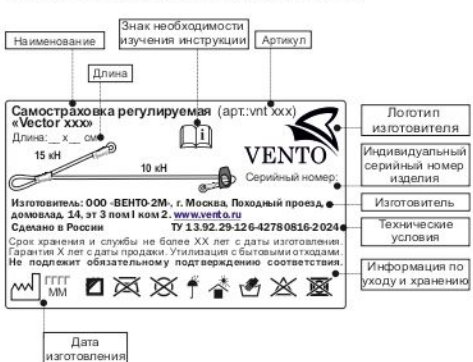 Знак необходимости
изучения инструкции
Наименование
Артикул
Длина
Самостраховка регулируемая (арт.:vnt xxx)
«Vector xxx»
Длина:__ x__ см
15 кН
10 кН
VENTO
Серийный номер:
Изготовитель: ООО «ВЕНТО-2М», г. Москва, Походный проезд,
домовлад. 14, эт 3 пом I ком 2. www.vento.ru
Сделано в России
ТУ 13.92.29-126-42780816-2024
Срок хранения и службы не более XX лет с даты изготовления.
Гарантия X лет с даты продажи. Утилизация с бытовыми отходами.
Не подлежит обязательному подтверждению соответствия.
ГГГГ
ММ
Логотип
изготовителя
Индивидуальный
серийный номер
изделия
Изготовитель
Технические
условия
Информация по
уходу и хранению
Дата
изготовления